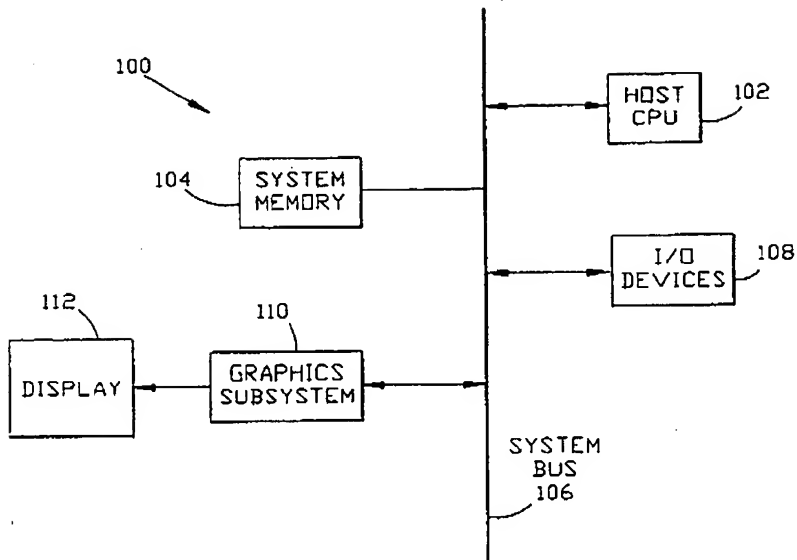 100
HOST
CPU
102
104
SYSTEM
MEMORY
I/O
DEVICES
108
112
110
DISPLAY
GRAPHICS
SUBSYSTEM
SYSTEM
BUS
106